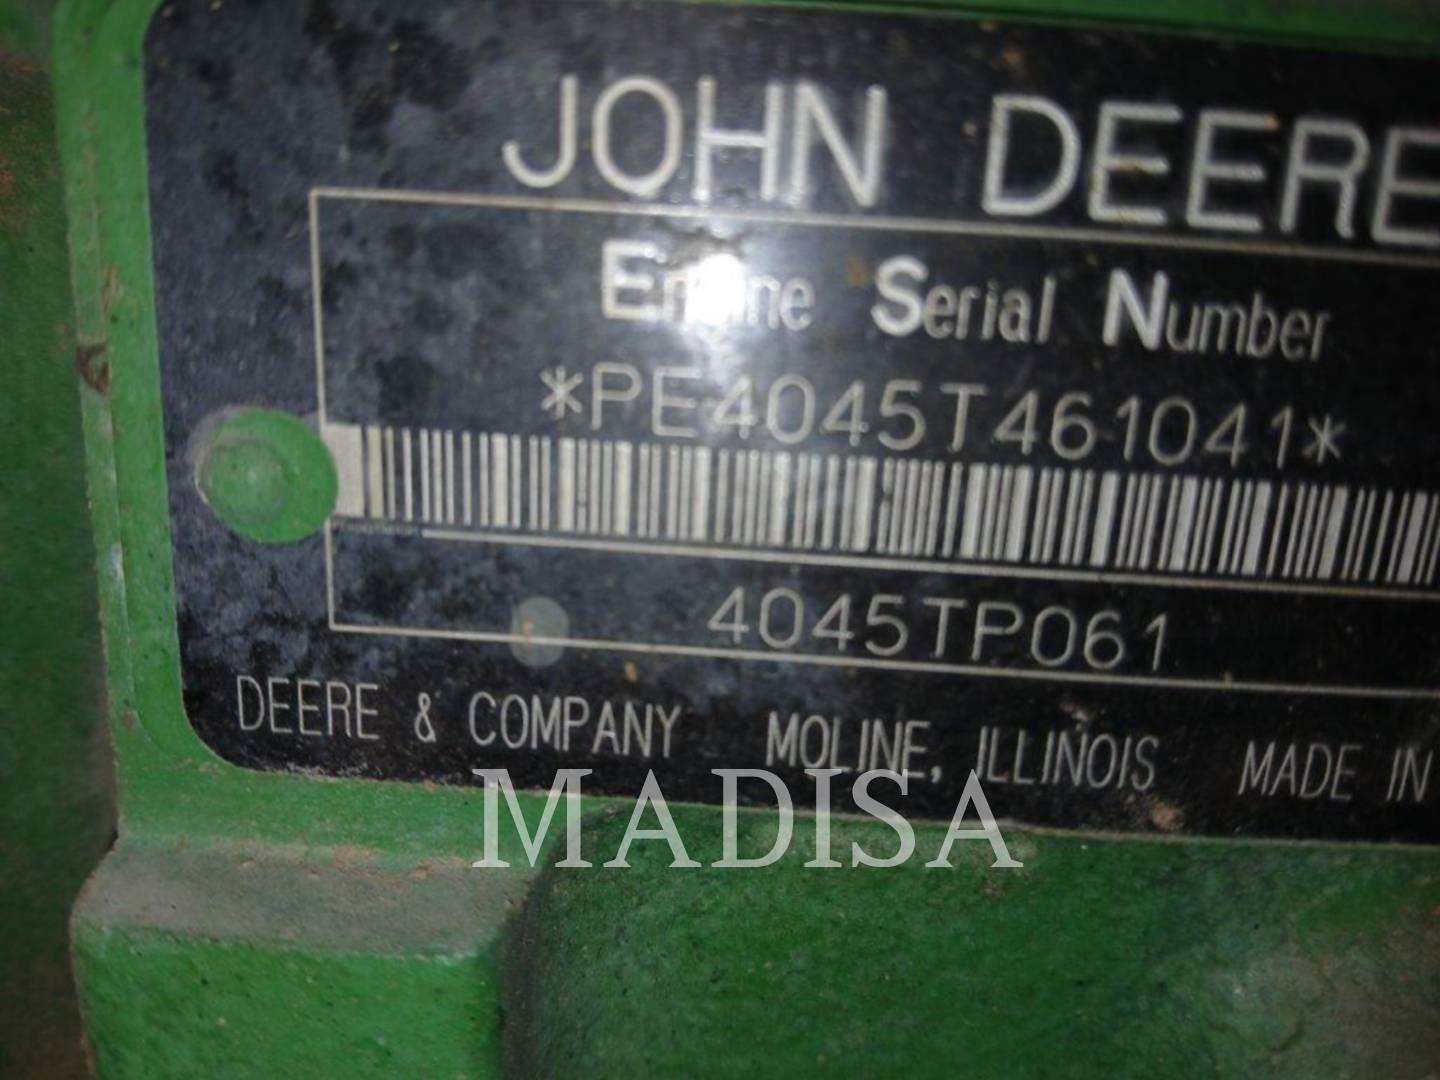 JOHN DEERE
Engine Serial Number
*PE4045T461041*
4045TP061
DEERE & COMPANY MOLINE, ILLINOIS MADE IN
MADISA